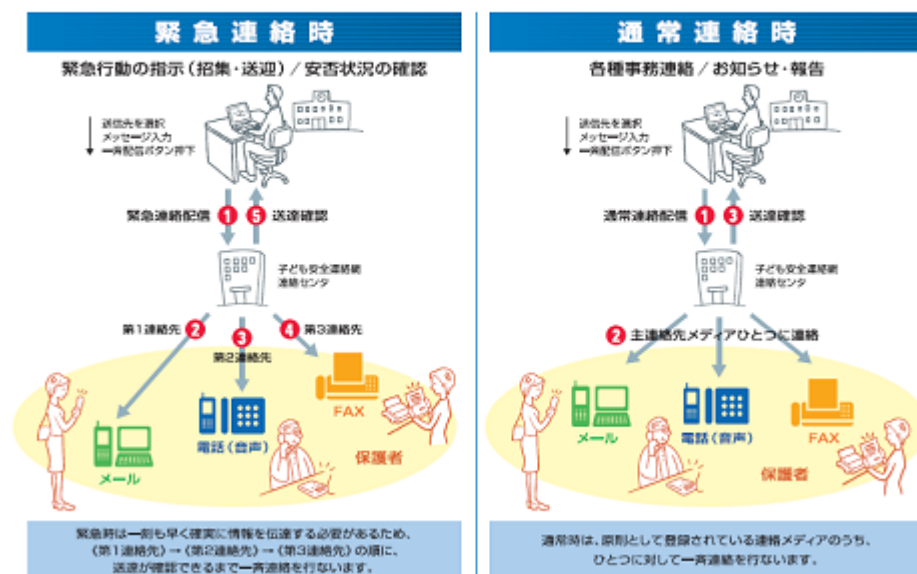 緊急連絡時
緊急行動の指示(招集・送迎)/安否状況の確認
送信先を選択
メッセージ入力
一斉配信ボタン押下
緊急連絡配信
1
5
送達確認
子ども安全連絡網
連絡センタ
第1連絡先
2
3
第2連絡先
4
第3連絡先
FAX
電話(音声)
メール
保護者
緊急時は一刻も早く確実に情報を伝達する必要があるため、
《第1連絡先》→《第2連絡先》→《第3連絡先》の順に、
送達が確認できるまで一斉連絡を行ないます。
通常連絡時
各種事務連絡/お知らせ・報告
送信先を選択
メッセージ入力
一斉配信ボタン押下
通常連絡配信
1
3
送達確認
子ども安全連絡網
連絡センタ
2
主連絡先メディアひとつに連絡
メール
電話(音声)
FAX
保護者
通常時は、原則として登録されている連絡メディアのうち、
ひとつに対して一斉連絡を行ないます。